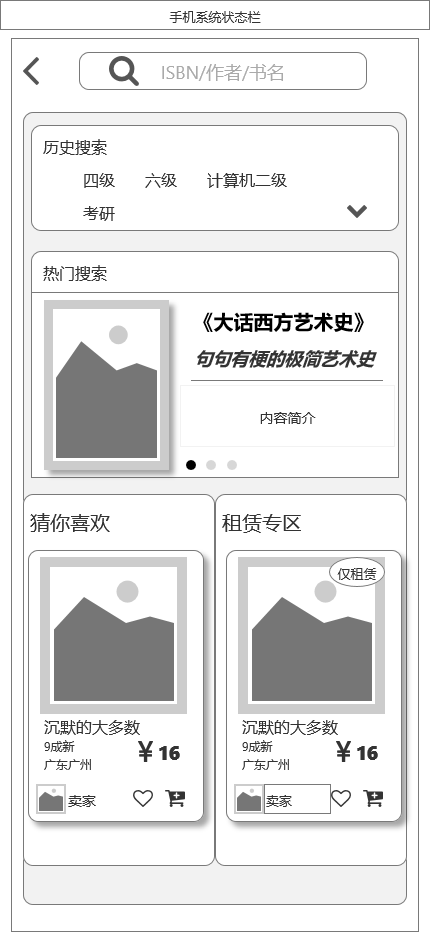 手机系统状态栏
ISBN/作者/书名
历史搜索
四级 六级 计算机二级
考研
热门搜索
《大话西方艺术史》
句句有梗的极简艺术史
内容简介
猜你喜欢
沉默的大多数
9成新
¥16
广东广州
卖家
租赁专区
仅租赁
沉默的大多数
9成新
¥16
广东广州
卖家